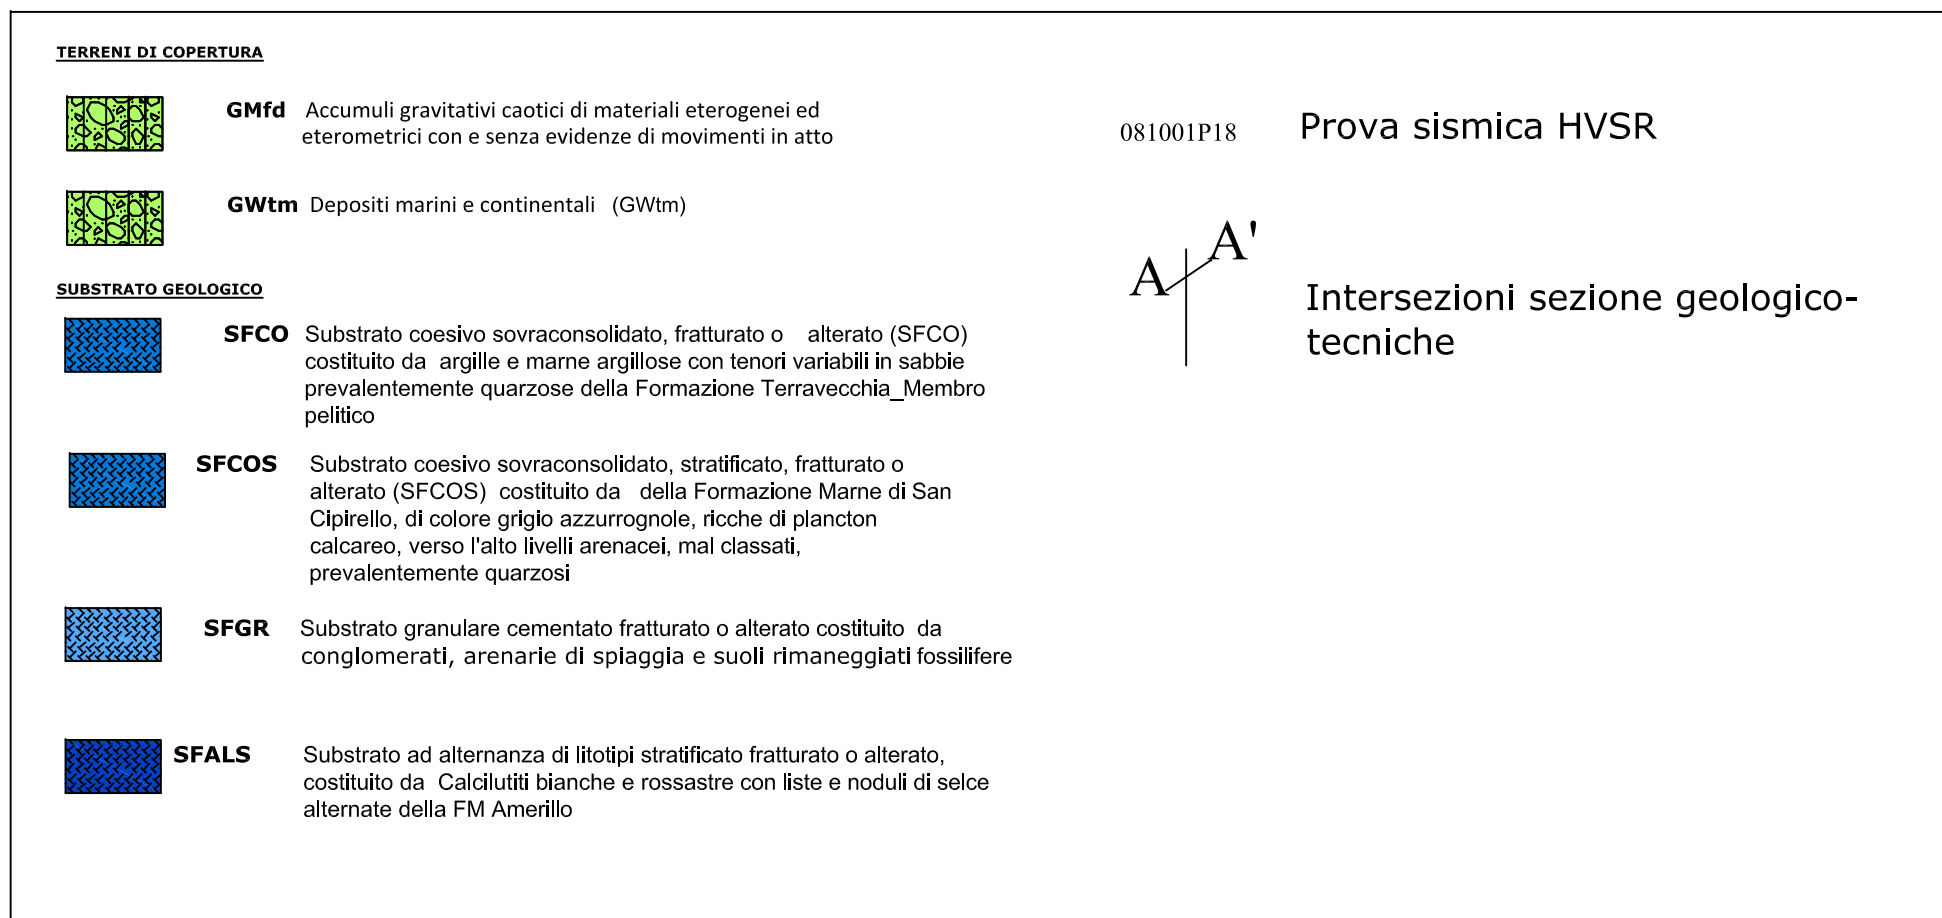 TERRENI DI COPERTURA
GMfd Accumuli gravitativi caotici di materiali eterogenei ed
eterometrici con e senza evidenze di movimenti in atto
GWtm Depositi marini e continentali (GWtm)
SUBSTRATO GEOLOGICO
SFCO Substrato coesivo sovraconsolidato, fratturato o alterato (SFCO)
costituito da argille e marne argillose con tenori variabili in sabbie
prevalentemente quarzose della Formazione Terravecchia_Membro
pelitico
SFCOS Substrato coesivo sovraconsolidato, stratificato, fratturato o
alterato (SFCOS) costituito da della Formazione Marne di San
Cipirello, di colore grigio azzurrognole, ricche di plancton
calcareo, verso l'alto livelli arenacei, mal classati,
prevalentemente quarzosi
SFGR Substrato granulare cementato fratturato o alterato costituito da
conglomerati, arenarie di spiaggia e suoli rimaneggiati fossilifere
SFALS Substrato ad alternanza di litotipi stratificato fratturato o alterato,
costituito da Calcilutiti bianche e rossastre con liste e noduli di selce
alternate della FM Amerillo
081001P18 Prova sismica HVSR
A A'
Intersezioni sezione geologico-
tecniche